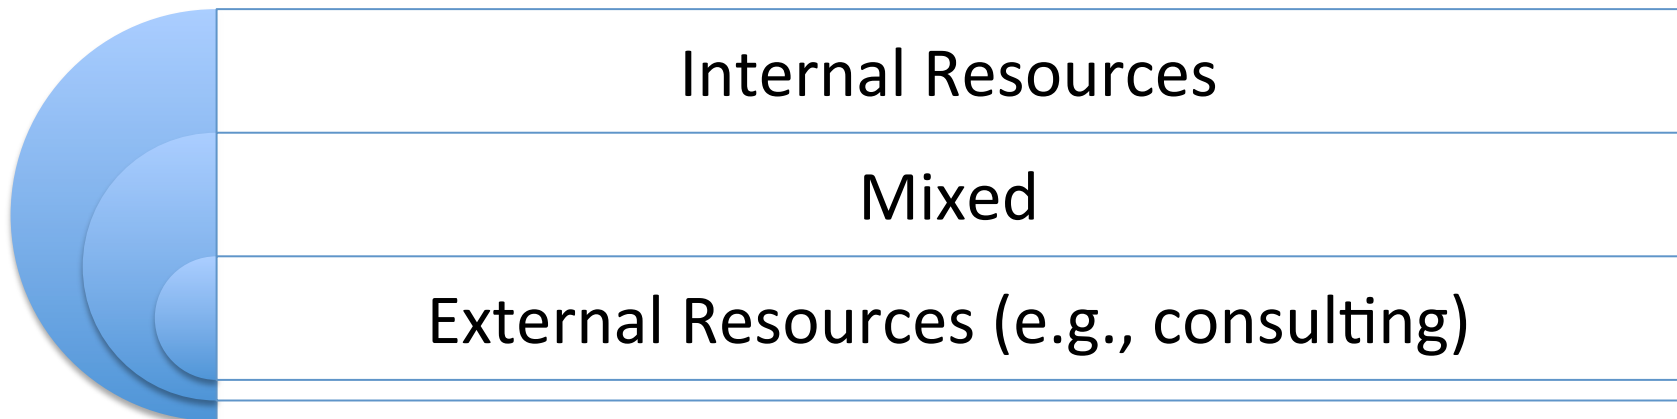 Internal Resources
Mixed
External Resources (e.g., consulting)